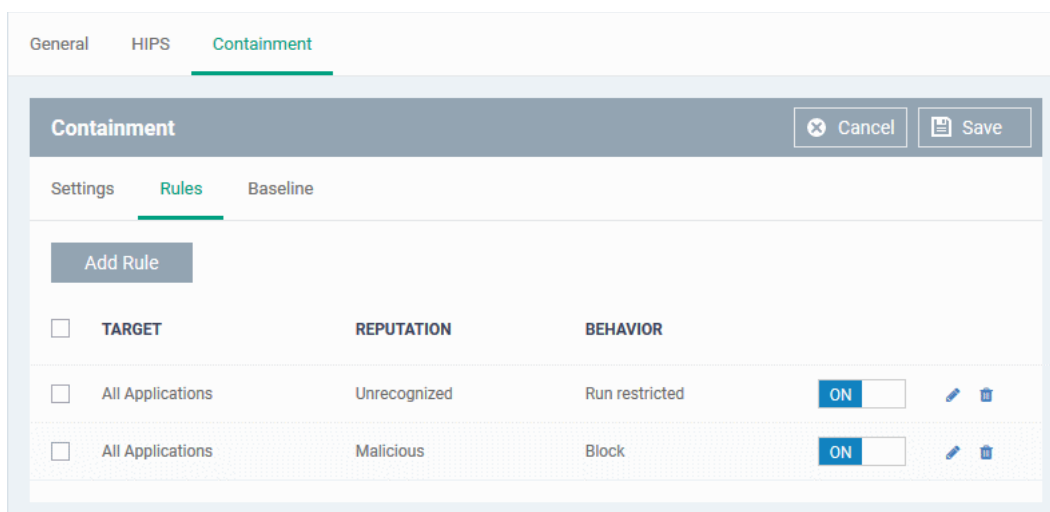 General HIPS Containment
Containment Cancel Save
Settings Rules Baseline
Add Rule
TARGET REPUTATION BEHAVIOR
All Applications Unrecognized Run restricted ON
All Applications Malicious Block ON